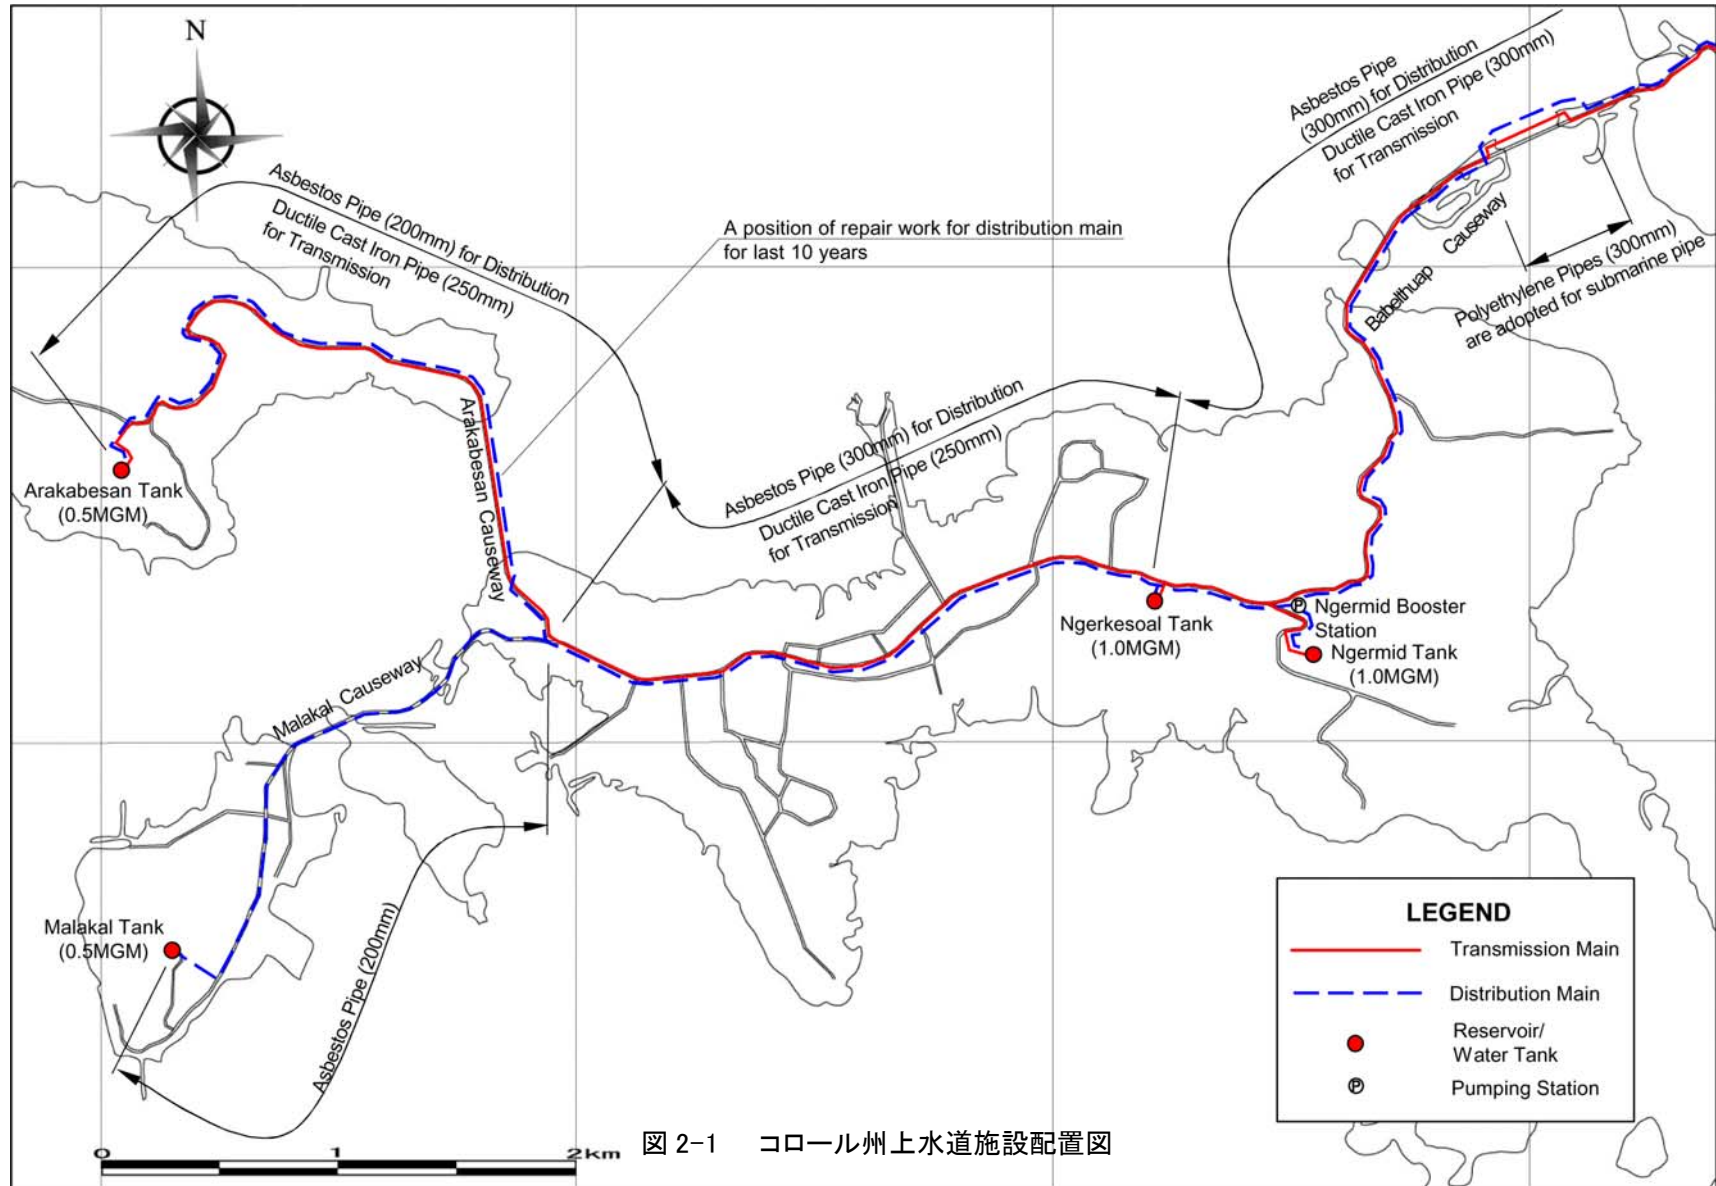 N
Asbestos Pipe
(300mm) for Distribution
Ductile Cast Iron Pipe (300mm)
for Transmission
Asbestos Pipe (200mm) for Distribution
Ductile Cast Iron Pipe (250mm)
for Transmission
A position of repair work for distribution main
for last 10 years
Babelthuap Causeway
Polyethylene Pipes (300mm)
are adopted for submarine pipe
Arakabesan Causeway
Asbestos Pipe (300mm) for Distribution
Ductile Cast Iron Pipe (250mm)
for Transmission
Arakabesan Tank
(0.5MGM)
Ngerkesoal Tank
(1.0MGM)
P
Ngermid Booster
Station
Ngermid Tank
(1.0MGM)
Malakal Causeway
Malakal Tank
(0.5MGM)
Asbestos Pipe (200mm)
LEGEND
Transmission Main
Distribution Main
Reservoir/
Water Tank
P Pumping Station
0 1 2km
図 2-1 コロール州上水道施設配置図